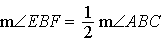 m∠EBF = 1/2 m∠ABC